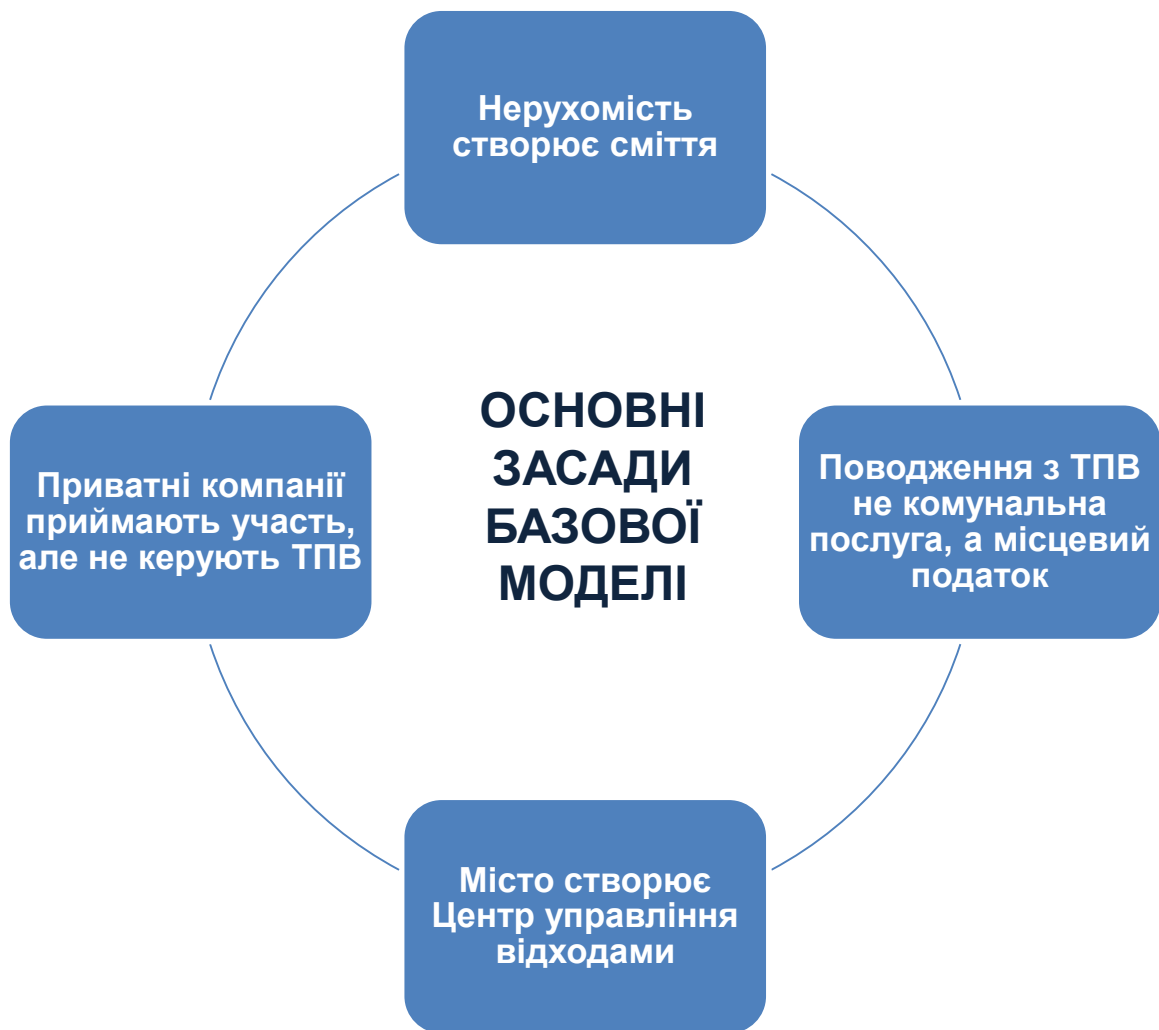 Нерухомість
створює сміття
ОСНОВНІ
ЗАСАДИ
БАЗОВОЇ
МОДЕЛІ
Приватні компанії
приймають участь,
але не керують ТПВ
Поводження з ТПВ
не комунальна
послуга, а місцевий
податок
Місто створює
Центр управління
відходами